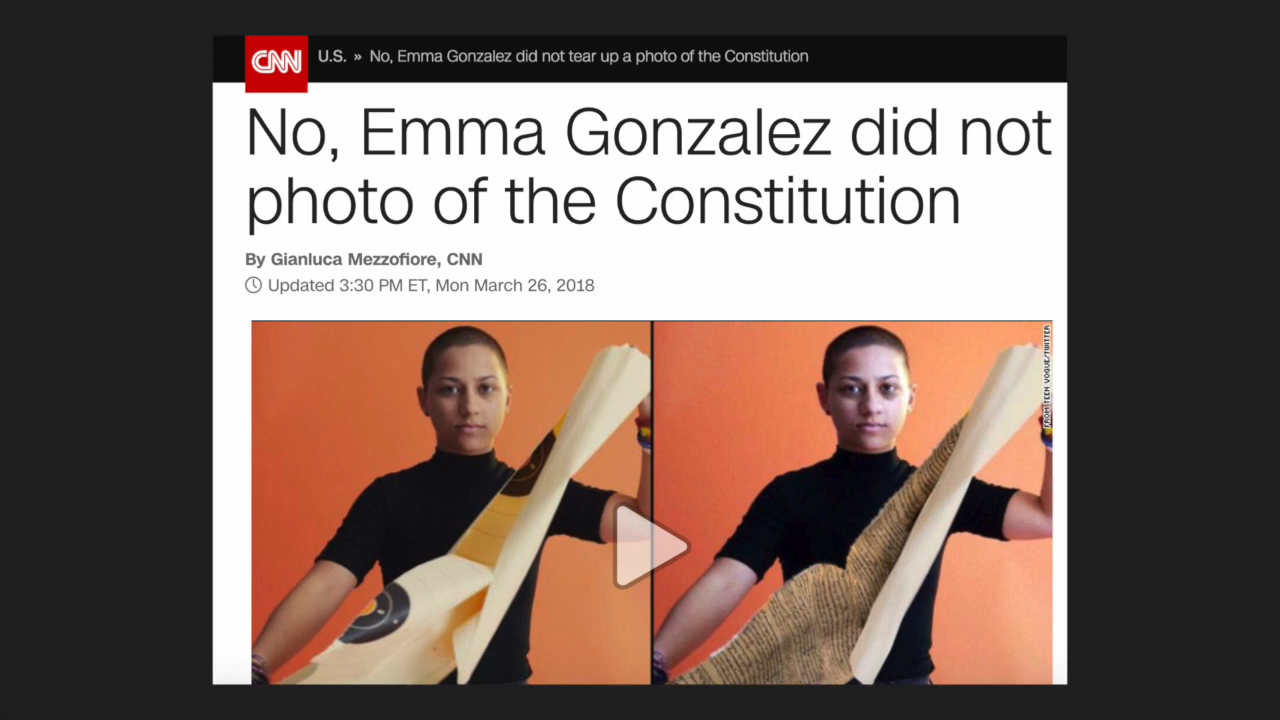 CNN
U.S. » No, Emma Gonzalez did not tear up a photo of the Constitution
No, Emma Gonzalez did not
photo of the Constitution
By Gianluca Mezzofiore, CNN
Updated 3:30 PM ET, Mon March 26, 2018
FROM TEEN VOGUE/TWITTER